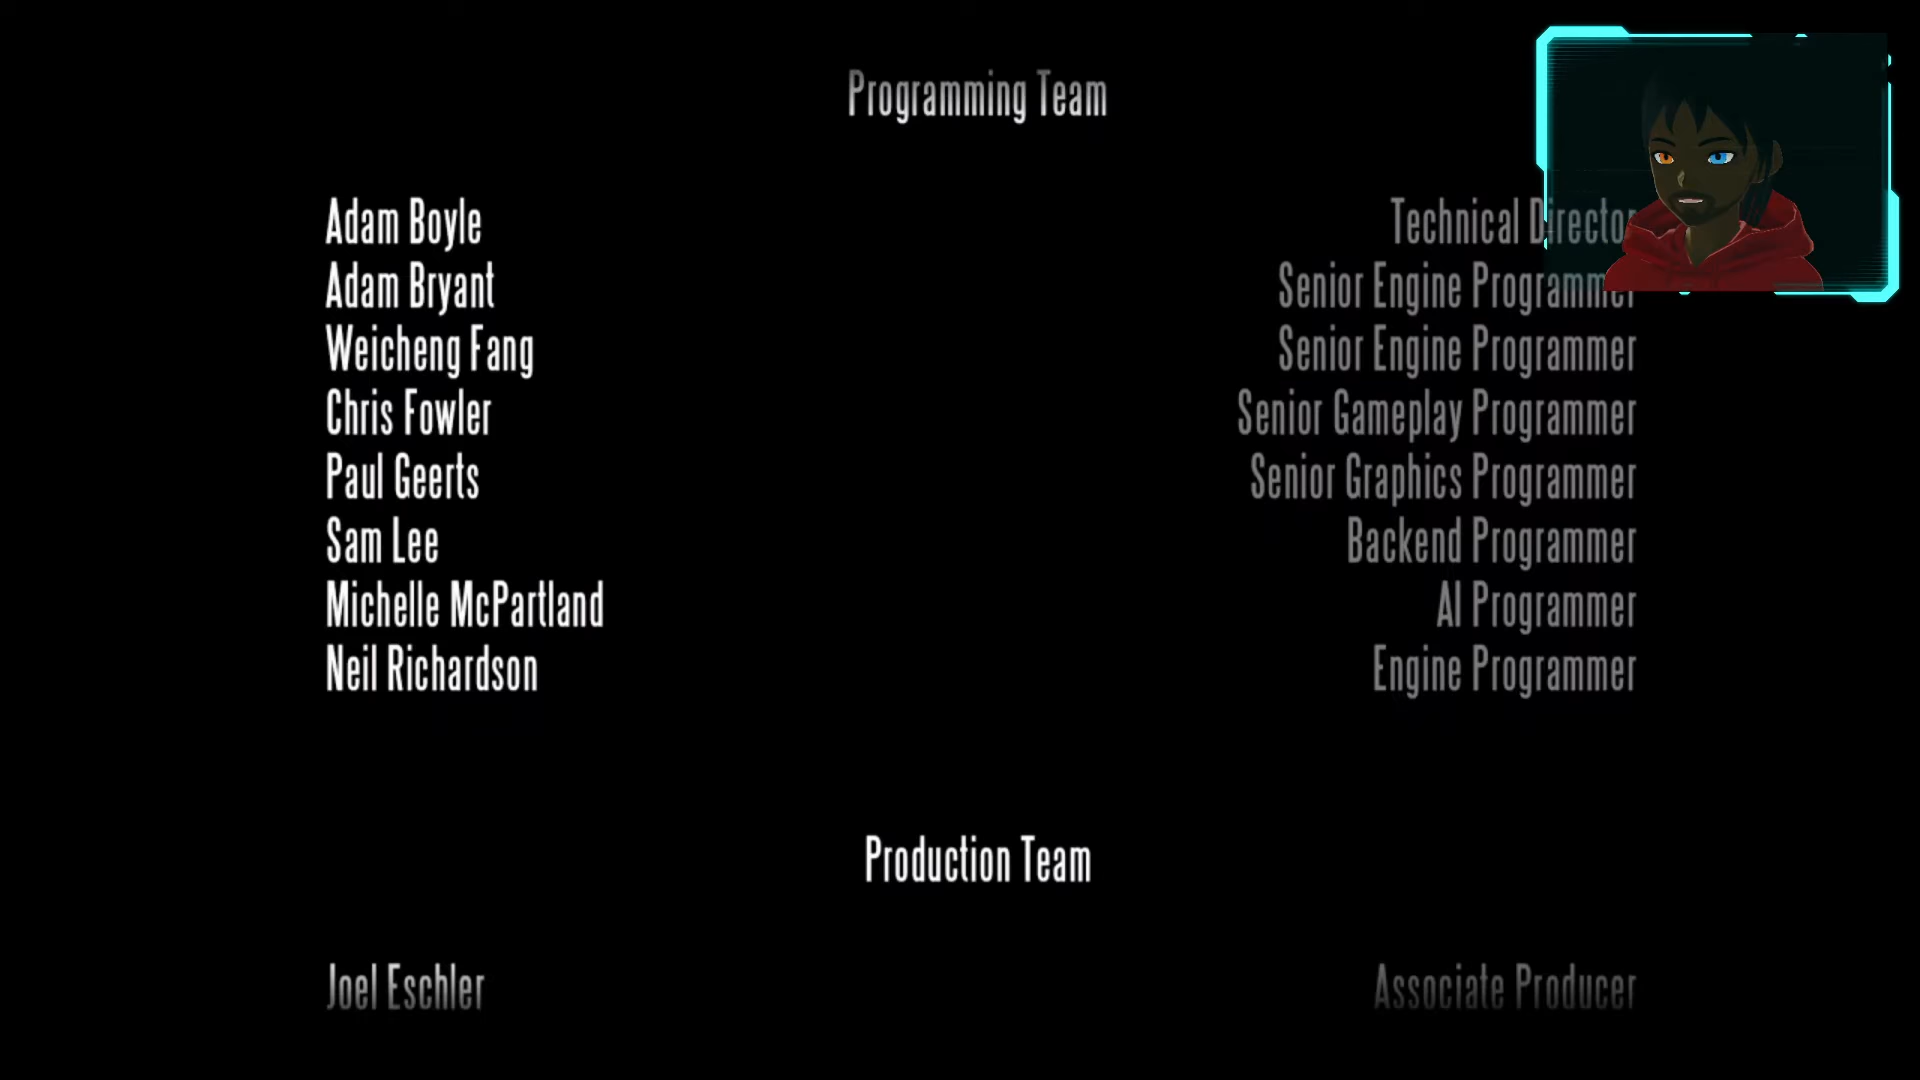 Programming Team
Adam Boyle Technical Director
Adam Bryant Senior Engine Programmer
Weicheng Fang Senior Engine Programmer
Chris Fowler Senior Gameplay Programmer
Paul Geerts Senior Graphics Programmer
Sam Lee Backend Programmer
Michelle McPartland AI Programmer
Neil Richardson Engine Programmer
Production Team
Joel Eschler Associate Producer